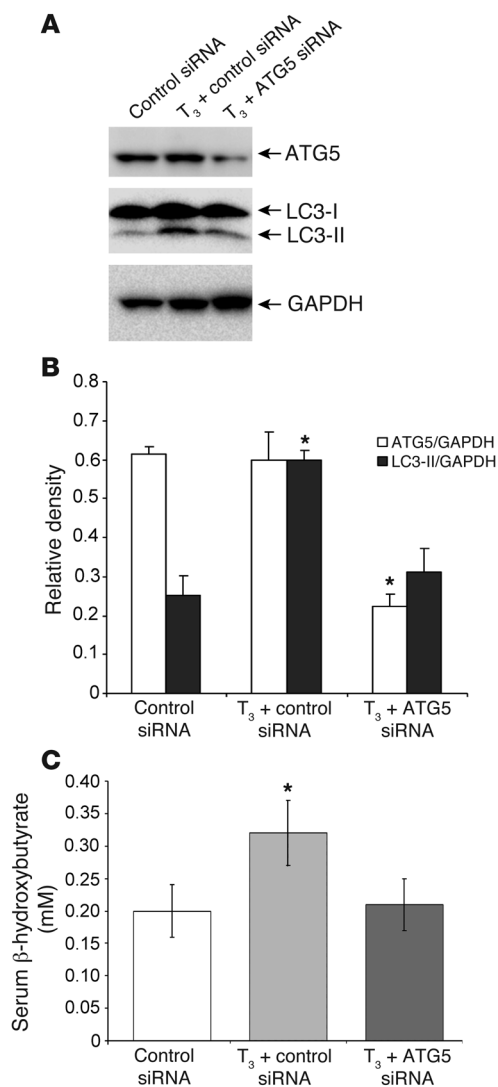 A
Control siRNA
T3 + control siRNA
T3 + ATG5 siRNA
ATG5
LC3-I
LC3-II
GAPDH
B
0.8
0.7
0.6
0.5
0.4
0.3
0.2
0.1
0
Relative density
*
*
ATG5/GAPDH
LC3-II/GAPDH
Control
siRNA
T3 + control
siRNA
T3 + ATG5
siRNA
C
0.40
0.35
0.30
0.25
0.20
0.15
0.10
0.05
0
Serum β-hydroxybutyrate
(mM)
*
Control
siRNA
T3 + control
siRNA
T3 + ATG5
siRNA